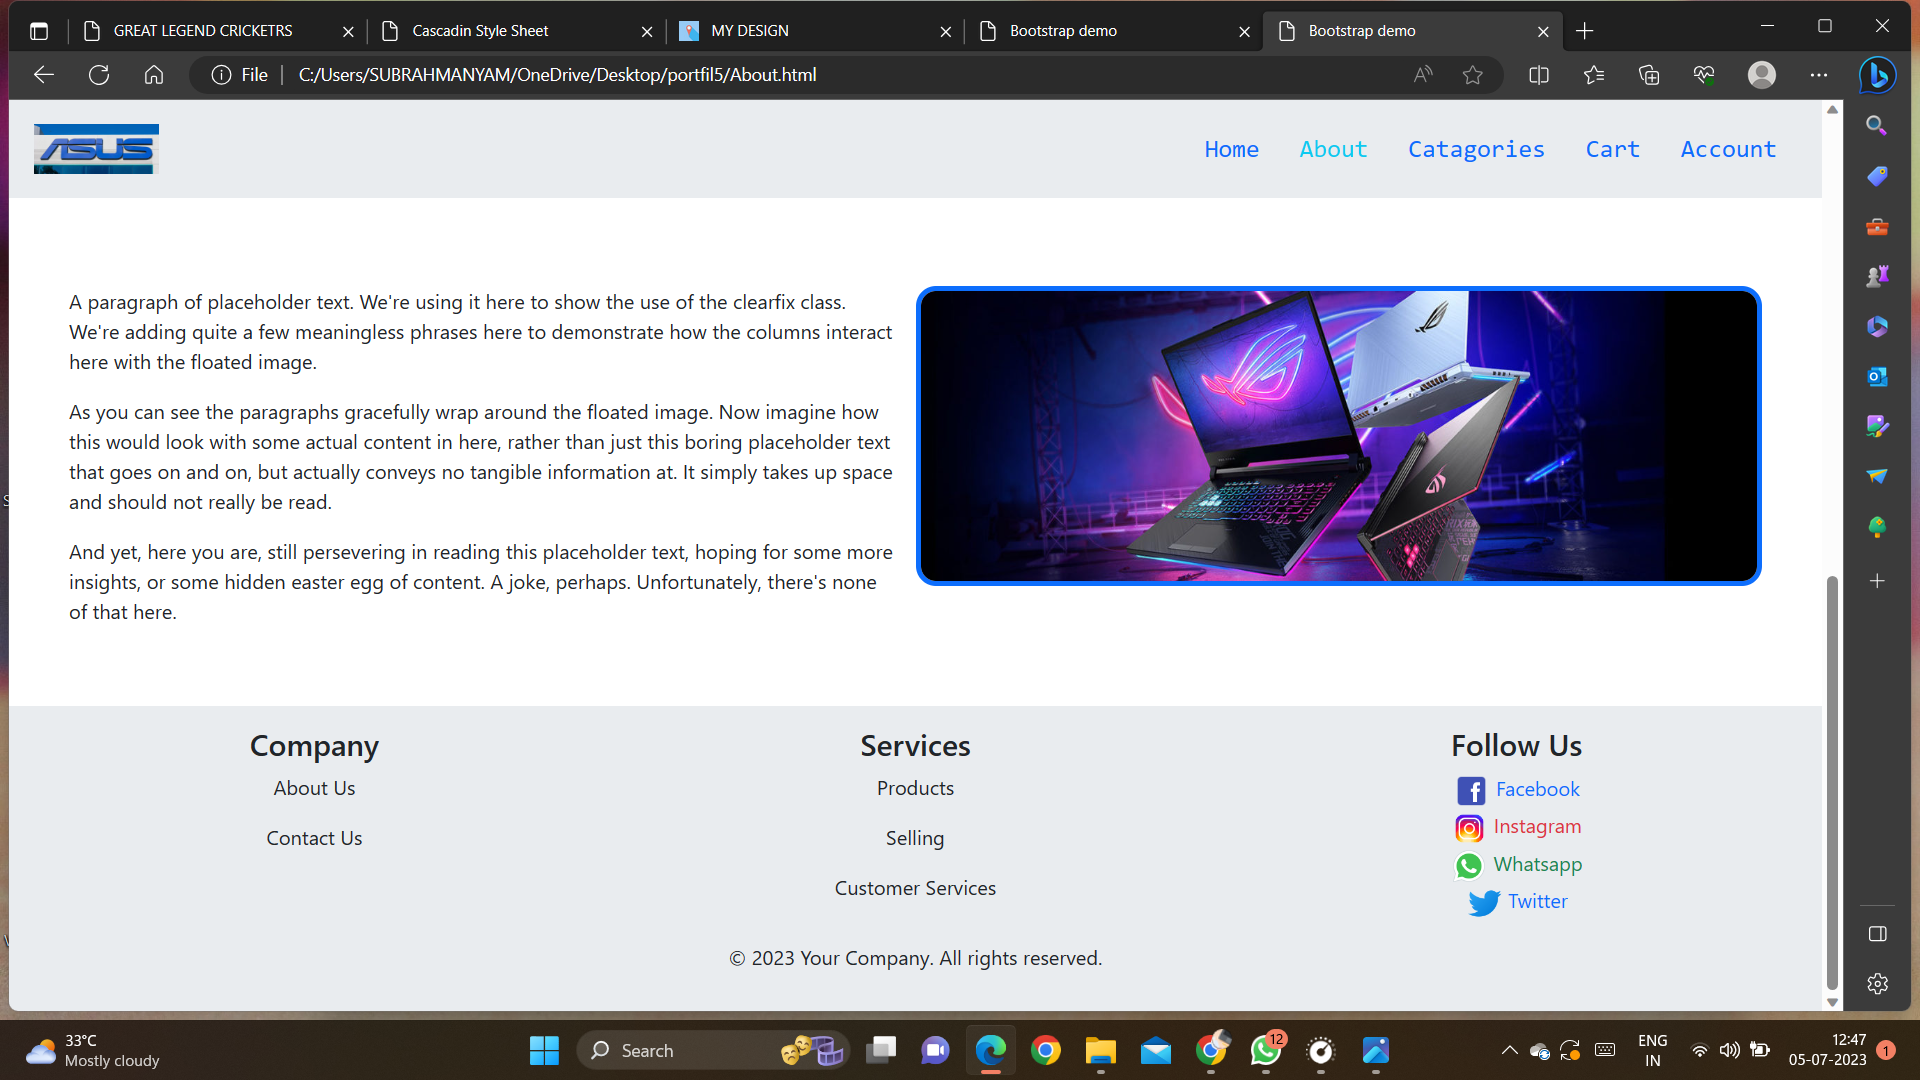 GREAT LEGEND CRICKETRS
Cascadin Style Sheet
MY DESIGN
Bootstrap demo
Bootstrap demo
File
C:/Users/SUBRAHMANYAM/OneDrive/Desktop/portfil5/About.html
ASUS
Home
About
Catagories
Cart
Account
A paragraph of placeholder text. We're using it here to show the use of the clearfix class.
We're adding quite a few meaningless phrases here to demonstrate how the columns interact
here with the floated image.
As you can see the paragraphs gracefully wrap around the floated image. Now imagine how
this would look with some actual content in here, rather than just this boring placeholder text
that goes on and on, but actually conveys no tangible information at. It simply takes up space
and should not really be read.
And yet, here you are, still persevering in reading this placeholder text, hoping for some more
insights, or some hidden easter egg of content. A joke, perhaps. Unfortunately, there's none
of that here.
Company
About Us
Contact Us
Services
Products
Selling
Customer Services
Follow Us
Facebook
Instagram
Whatsapp
Twitter
© 2023 Your Company. All rights reserved.
33°C
Mostly cloudy
Search
12
ENG
IN
12:47
05-07-2023
1